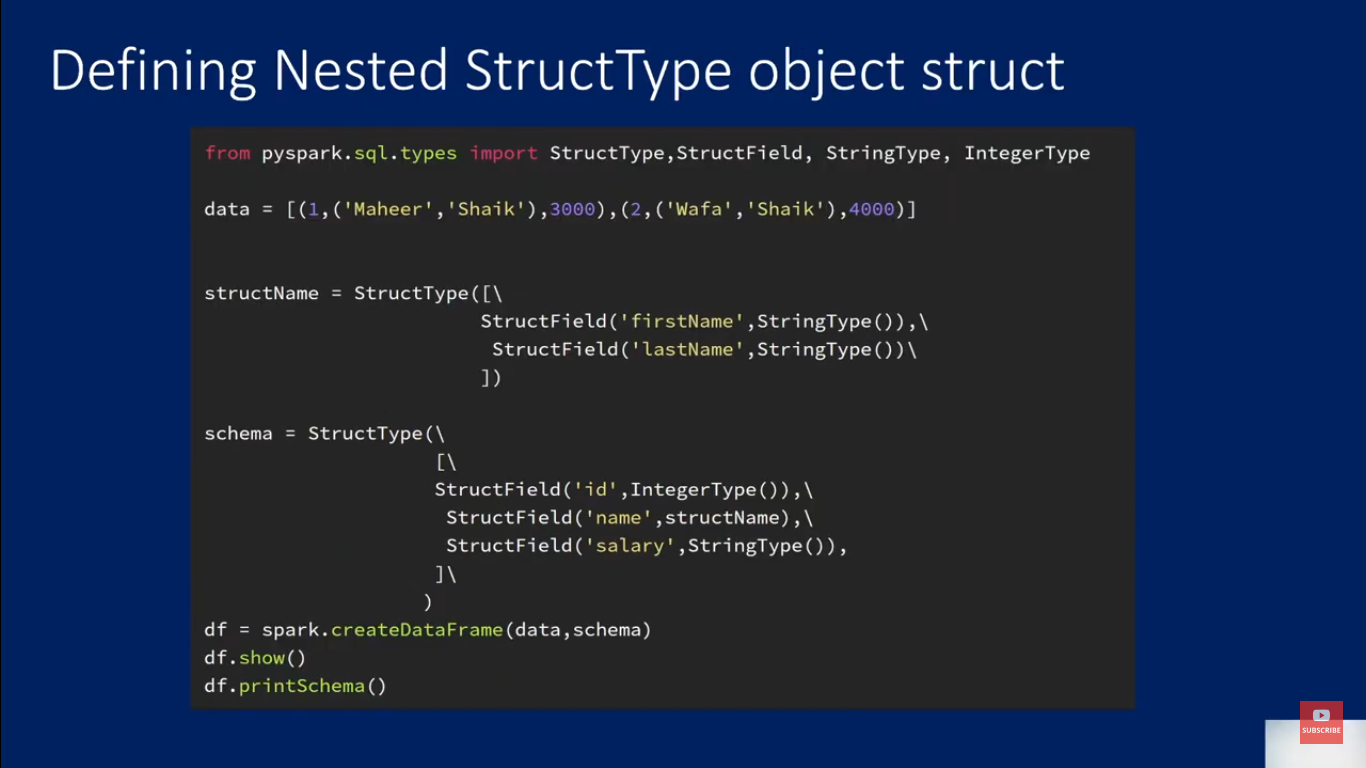 Defining Nested StructType object struct
from pyspark.sql.types import StructType,StructField, StringType, IntegerType
data = [(1,('Maheer','Shaik'),3000),(2,('Wafa','Shaik'),4000)]
structName = StructType([\
StructField('firstName',StringType()),\
StructField('lastName',StringType())\
])
schema = StructType(\
[\
StructField('id',IntegerType()),\
StructField('name',structName),\
StructField('salary',StringType()),
]\
)
df = spark.createDataFrame(data,schema)
df.show()
df.printSchema()
SUBSCRIBE